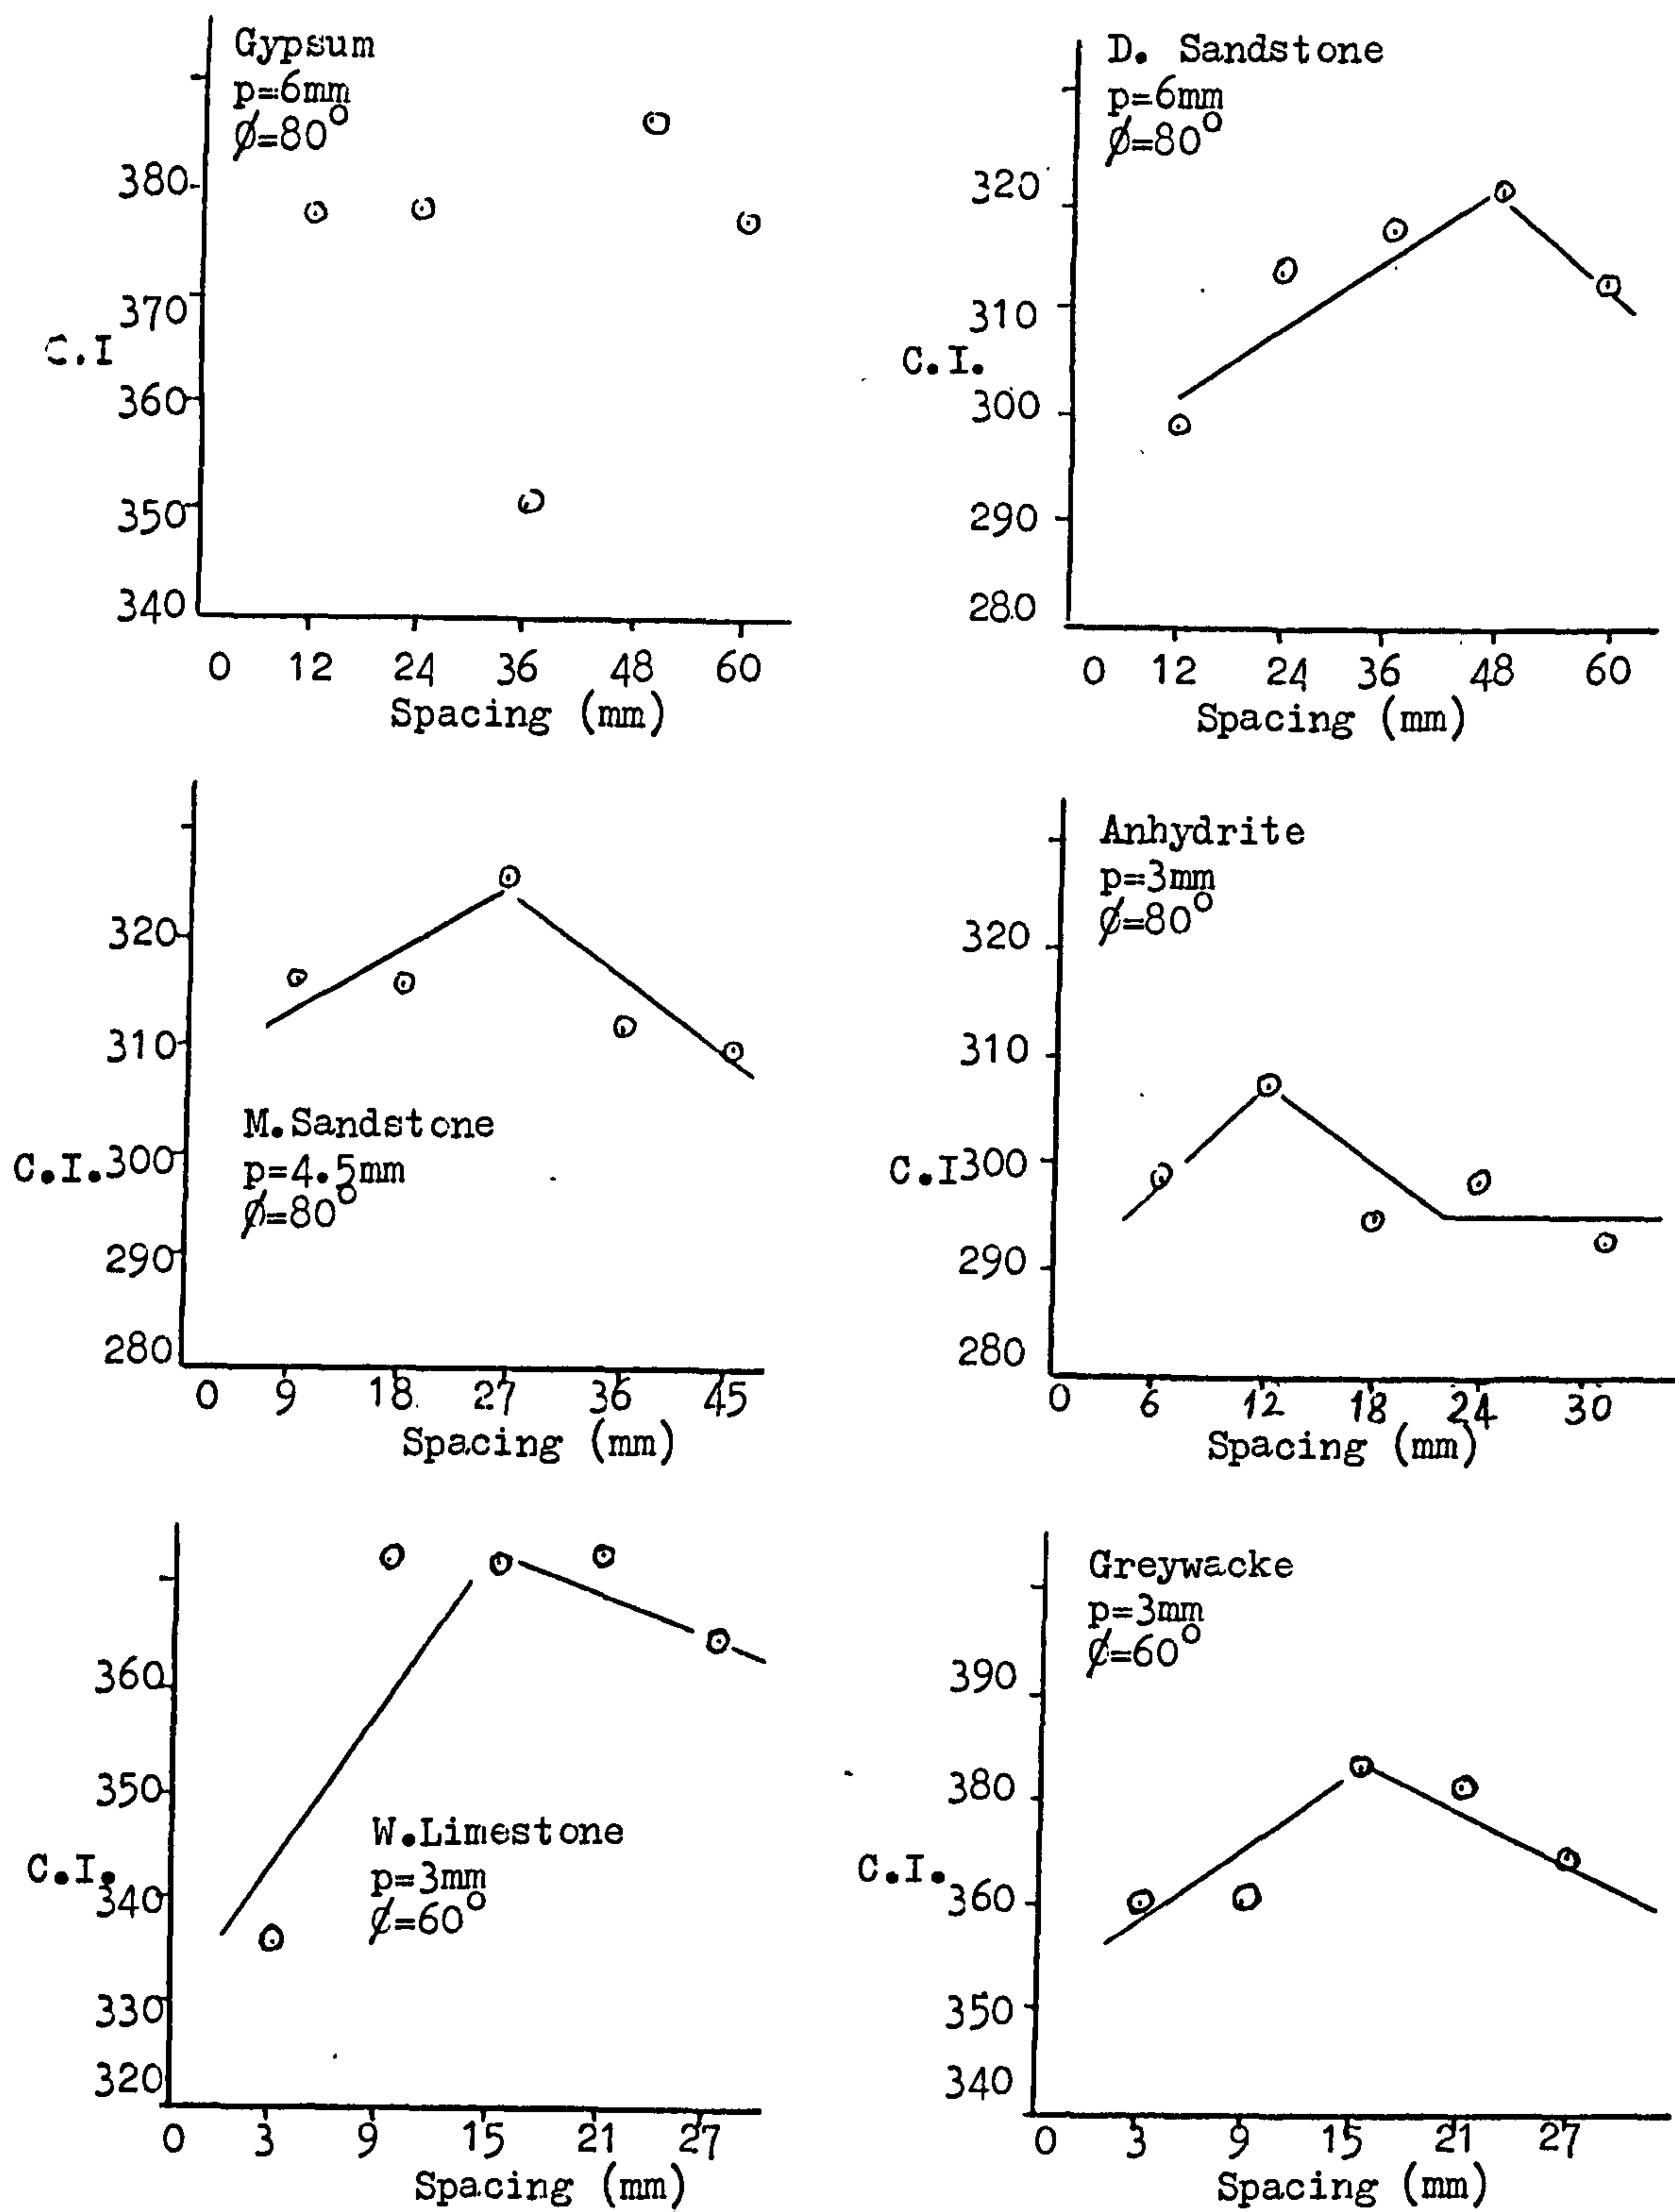 Gypsum
p=6mm
ϕ=80°
380
370
C.I
360
350
340
0 12 24 36 48 60
Spacing (mm)
D. Sandstone
p=6mm
ϕ=80°
320
310
C.I.
300
290
280
0 12 24 36 48 60
Spacing (mm)
320
310
M.Sandstone
C.I. 300
p=4.5mm
ϕ=80°
290
280
0 9 18 27 36 45
Spacing (mm)
Anhydrite
p=3mm
ϕ=80°
320
310
C.I 300
290
280
0 6 12 18 24 30
Spacing (mm)
360
350
W.Limestone
C.I.
p=3mm
340
ϕ=60°
330
320
0 3 9 15 21 27
Spacing (mm)
Greywacke
p=3mm
ϕ=60°
390
380
C.I.
360
350
340
0 3 9 15 21 27
Spacing (mm)